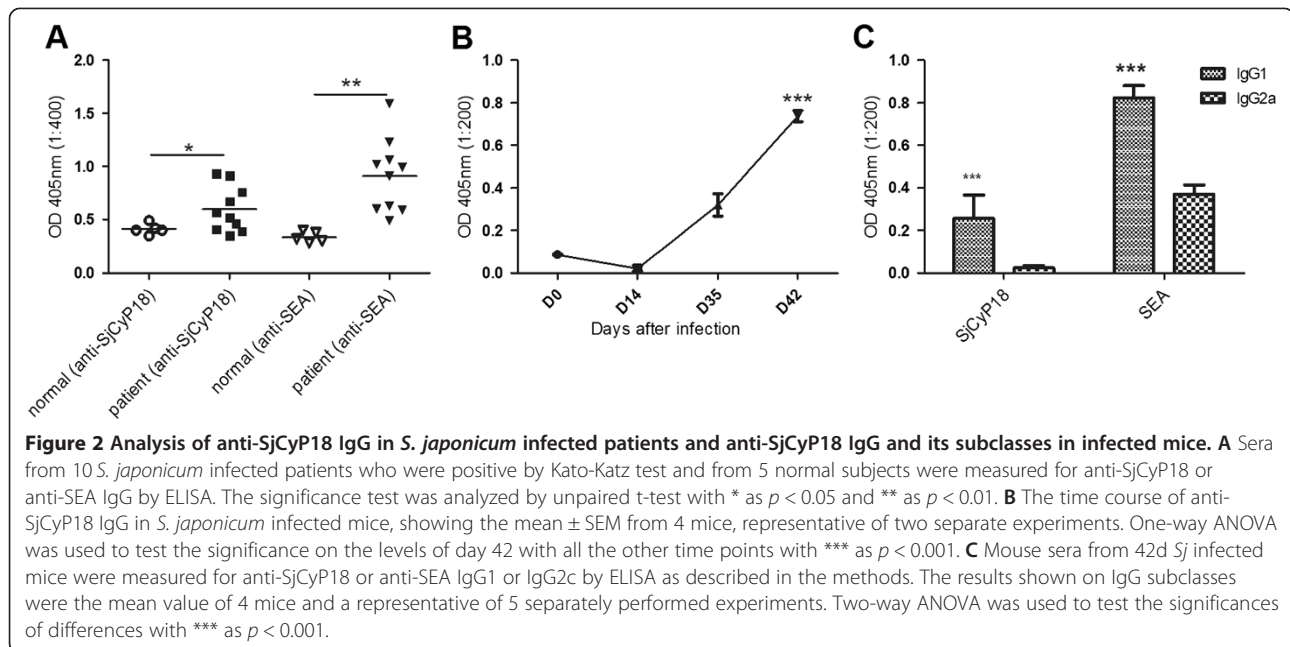 A
B
C
2.0
1.5
1.0
0.5
0.0
OD 405nm (1:400)
*
**
normal (anti-SjCyP18)
patient (anti-SjCyP18)
normal (anti-SEA)
patient (anti-SEA)
1.0
0.8
0.6
0.4
0.2
0.0
OD 405nm (1:200)
***
D0
D14
D35
D42
Days after infection
1.0
0.8
0.6
0.4
0.2
0.0
OD 405nm (1:200)
***
***
IgG1
IgG2a
SjCyP18
SEA
Figure 2 Analysis of anti-SjCyP18 IgG in S. japonicum infected patients and anti-SjCyP18 IgG and its subclasses in infected mice. A Sera
from 10 S. japonicum infected patients who were positive by Kato-Katz test and from 5 normal subjects were measured for anti-SjCyP18 or
anti-SEA IgG by ELISA. The significance test was analyzed by unpaired t-test with * as p < 0.05 and ** as p < 0.01. B The time course of anti-
SjCyP18 IgG in S. japonicum infected mice, showing the mean ± SEM from 4 mice, representative of two separate experiments. One-way ANOVA
was used to test the significance on the levels of day 42 with all the other time points with *** as p < 0.001. C Mouse sera from 42d Sj infected
mice were measured for anti-SjCyP18 or anti-SEA IgG1 or IgG2c by ELISA as described in the methods. The results shown on IgG subclasses
were the mean value of 4 mice and a representative of 5 separately performed experiments. Two-way ANOVA was used to test the significances
of differences with *** as p < 0.001.